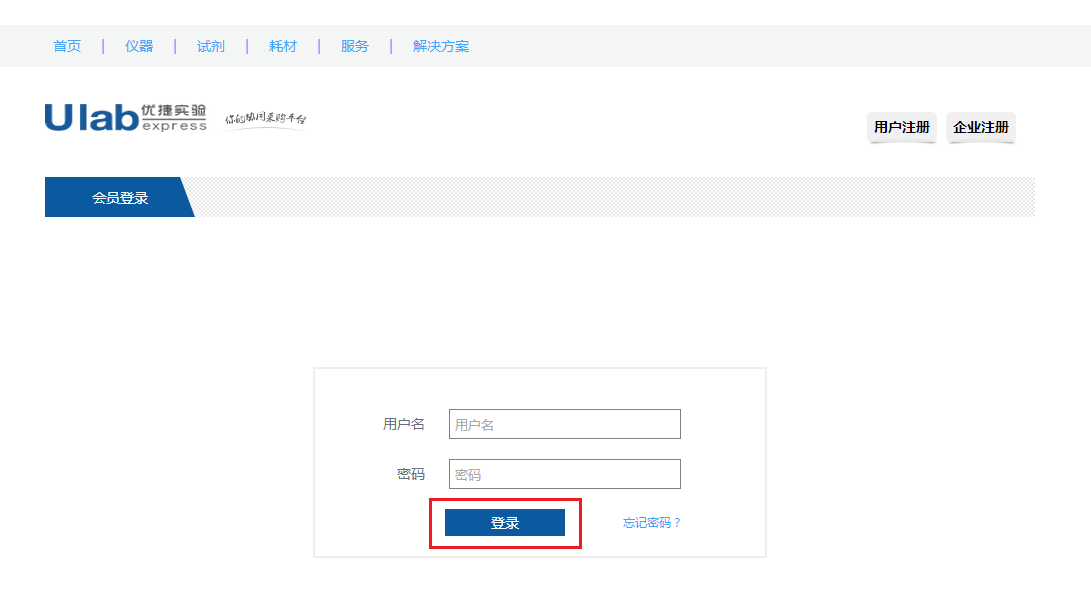 首页 | 仪器 | 试剂 | 耗材 | 服务 | 解决方案
Ulab 优捷实验
express
你的协同采购平台
用户注册 企业注册
会员登录
用户名 用户名
密码 密码
登录 忘记密码？